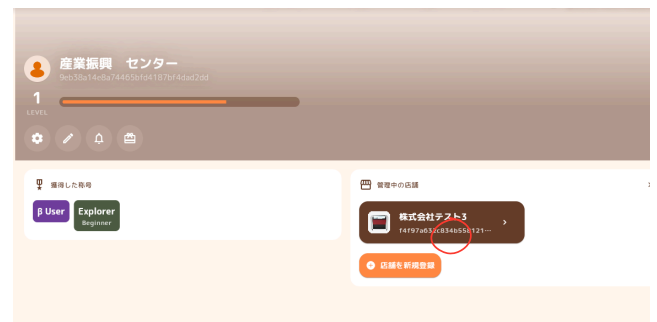 産業振興 センター
9eb38a14e8a74465bfd4187bf4dad2dd
1
LEVEL
獲得した称号
β User
Explorer
Beginner
管理中の店舗
株式会社テスト3
店舗を新規登録